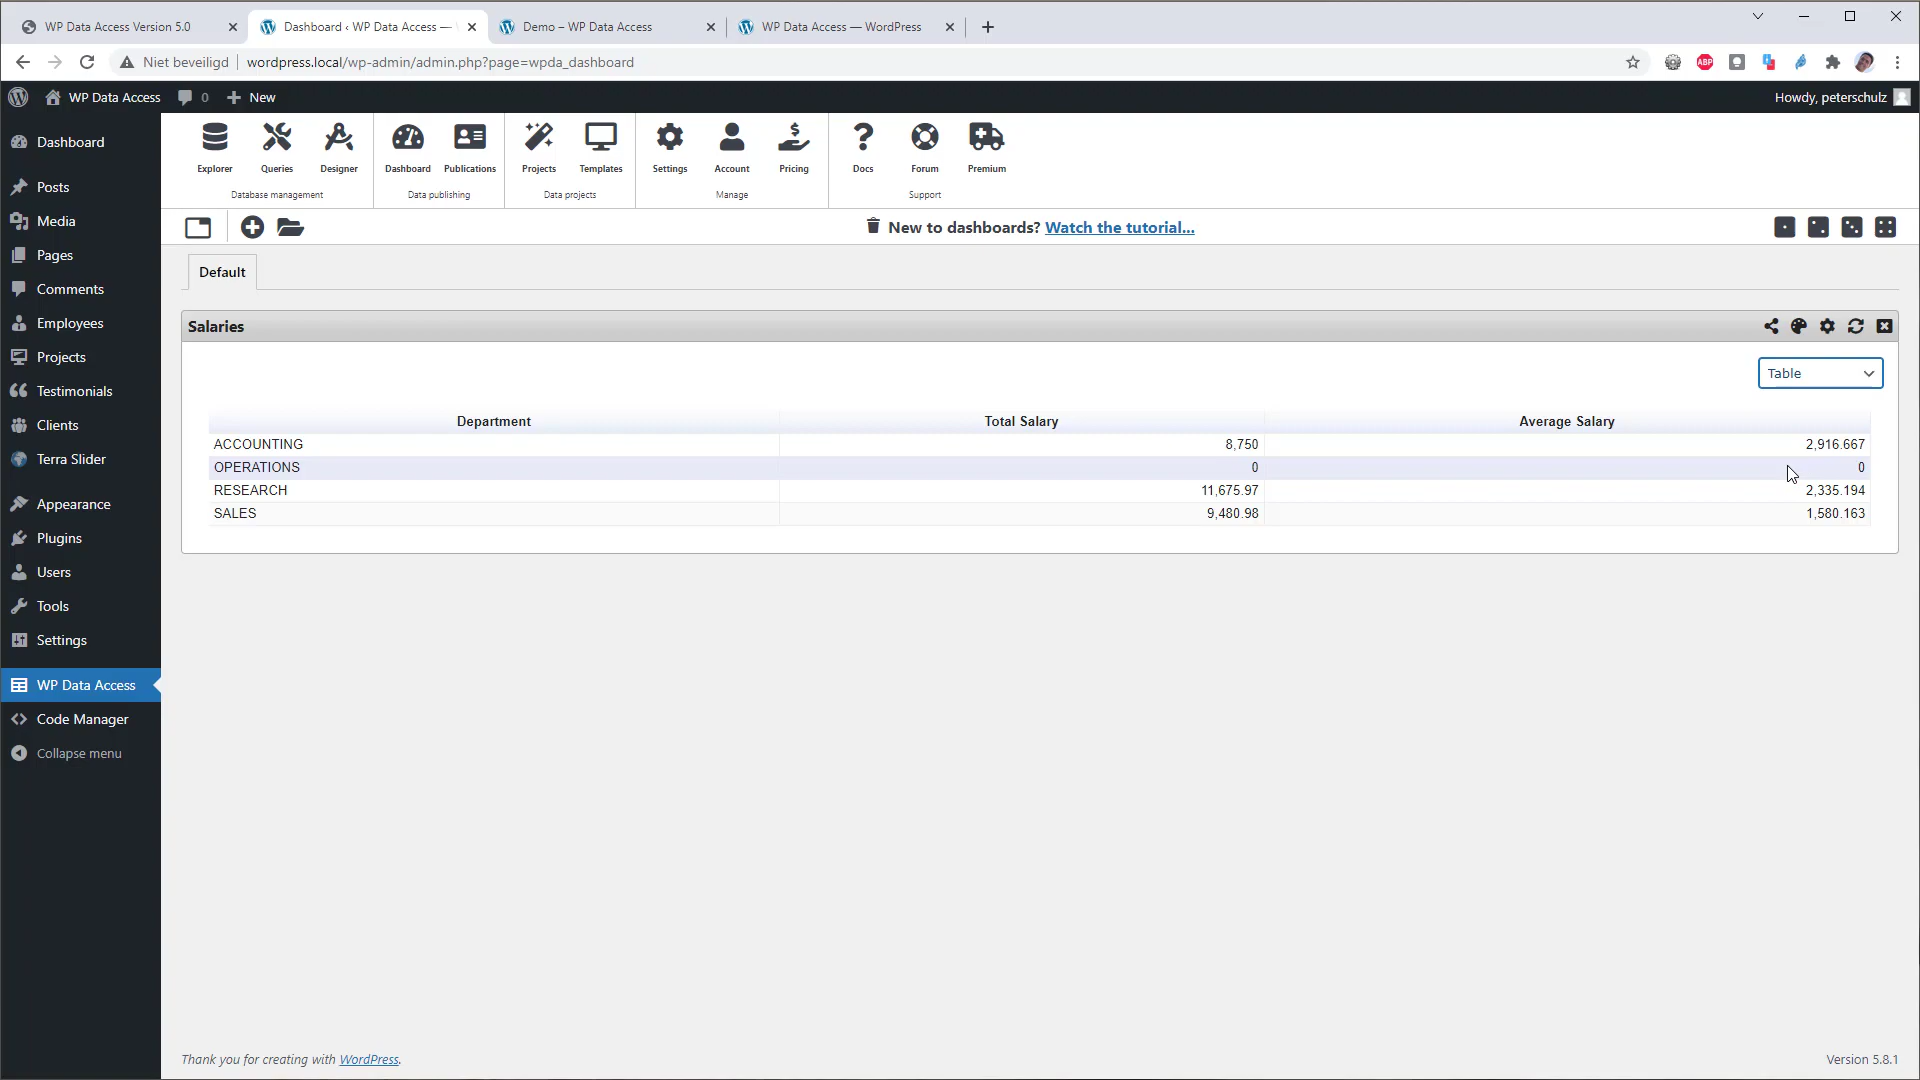 WP Data Access Version 5.0
Dashboard ‹ WP Data Access —
Demo – WP Data Access
WP Data Access — WordPress
Niet beveiligd
wordpress.local/wp-admin/admin.php?page=wpda_dashboard
ABP
WP Data Access
0
New
Howdy, peterschulz
Dashboard
Posts
Media
Pages
Comments
Employees
Projects
Testimonials
Clients
Terra Slider
Appearance
Plugins
Users
Tools
Settings
WP Data Access
Code Manager
Collapse menu
Explorer
Queries
Designer
Database management
Dashboard
Publications
Data publishing
Projects
Templates
Data projects
Settings
Account
Pricing
Manage
Docs
Forum
Premium
Support
New to dashboards? Watch the tutorial...
Default
Salaries
Table
Department Total Salary Average Salary
ACCOUNTING 8,750 2,916.667
OPERATIONS 0 0
RESEARCH 11,675.97 2,335.194
SALES 9,480.98 1,580.163
Thank you for creating with WordPress.
Version 5.8.1